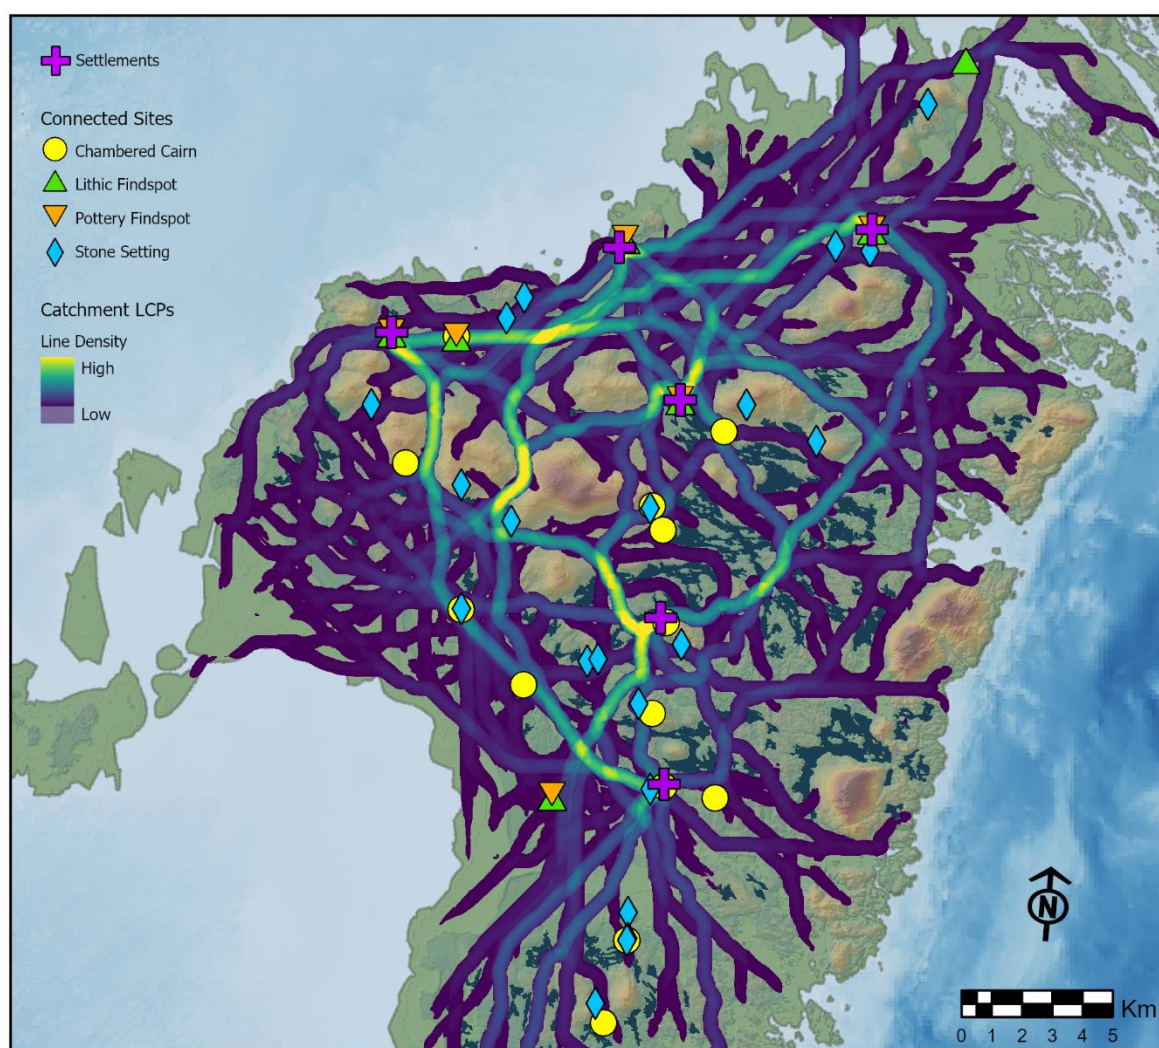 Settlements
Connected Sites
Chambered Cairn
Lithic Findspot
Pottery Findspot
Stone Setting
Catchment LCPs
Line Density
High
Low
N
Km
0 1 2 3 4 5